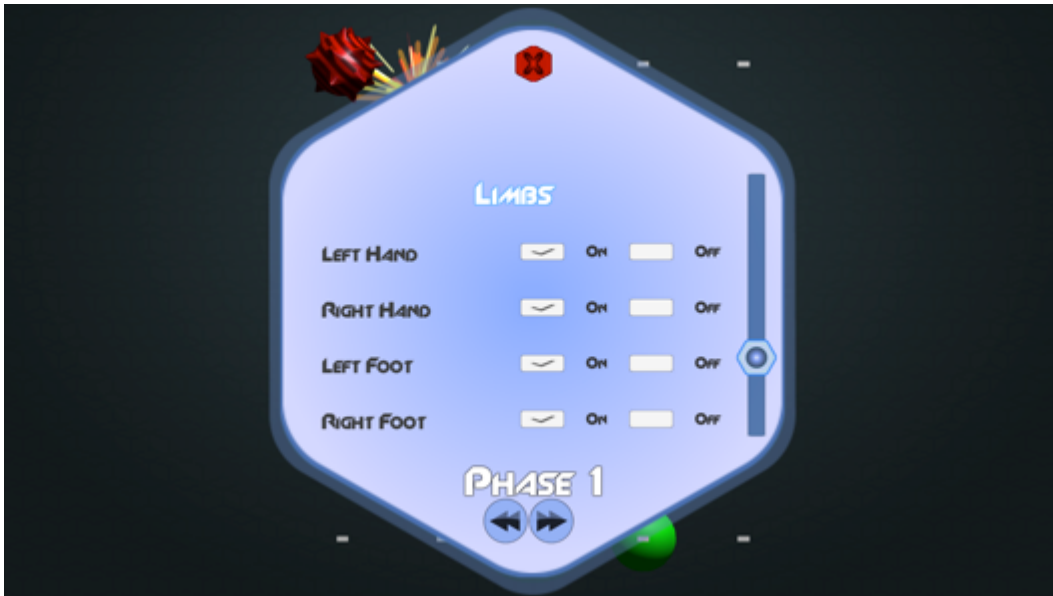 Limbs
Left Hand On Off
Right Hand On Off
Left Foot On Off
Right Foot On Off
Phase 1